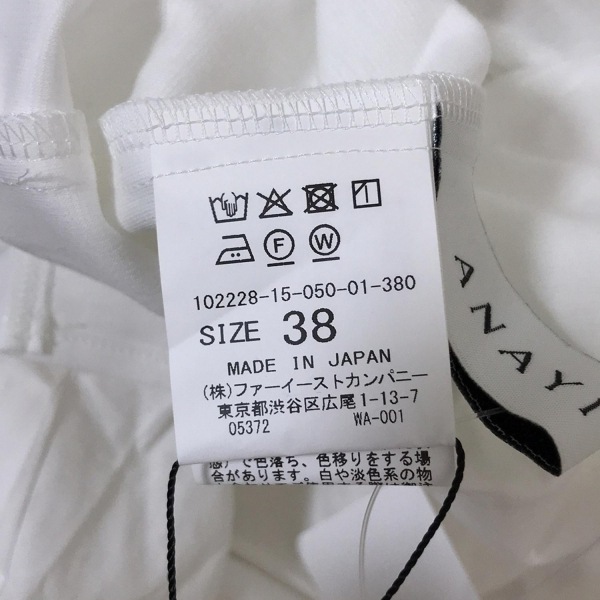 F W
102228-15-050-01-380
SIZE 38
MADE IN JAPAN
(株)ファーイーストカンパニー
東京都渋谷区広尾1-13-7
05372 WA-001
感)で色落ち、色移りをする場
合があります。白や淡色系の物
ANAYI